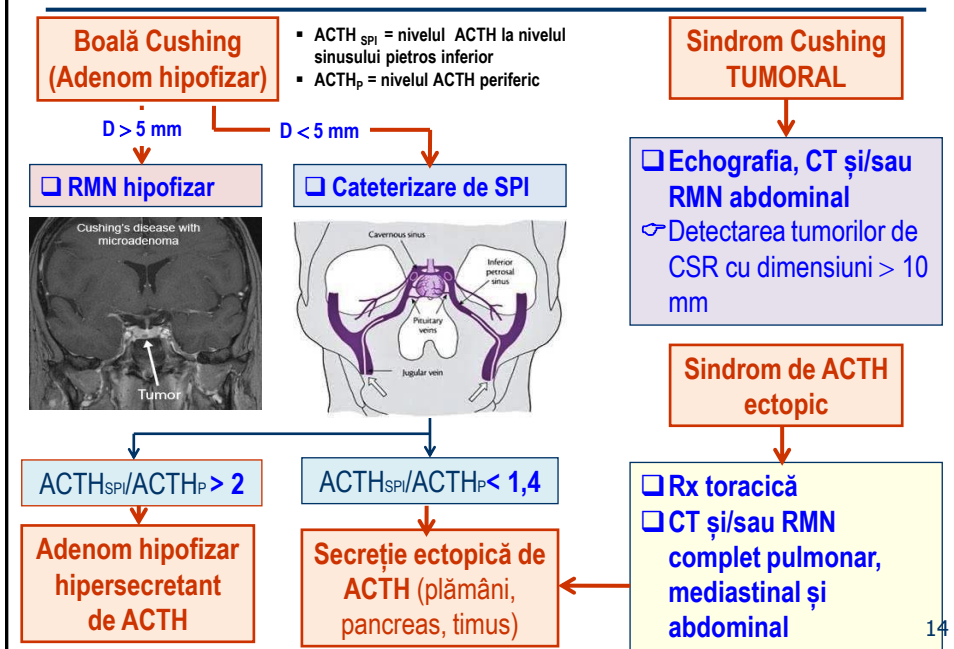 Boală Cushing
(Adenom hipofizar)
▪ ACTH SPI = nivelul ACTH la nivelul
sinusului pietros inferior
▪ ACTHP = nivelul ACTH periferic
Sindrom Cushing
TUMORAL
D > 5 mm
D < 5 mm
❑ RMN hipofizar
❑ Cateterizare de SPI
❑ Echografia, CT și/sau
RMN abdominal
☞Detectarea tumorilor de
CSR cu dimensiuni > 10
mm
Cushing's disease with
microadenoma
Tumor
Cavernous sinus
Inferior
petrosal
sinus
Pituitary
veins
Jugular vein
Sindrom de ACTH
ectopic
ACTHSPI/ACTHP > 2
ACTHSPI/ACTHP< 1,4
❑ Rx toracică
❑ CT și/sau RMN
complet pulmonar,
mediastinal și
abdominal
Adenom hipofizar
hipersecretant
de ACTH
Secreție ectopică de
ACTH (plămâni,
pancreas, timus)
14